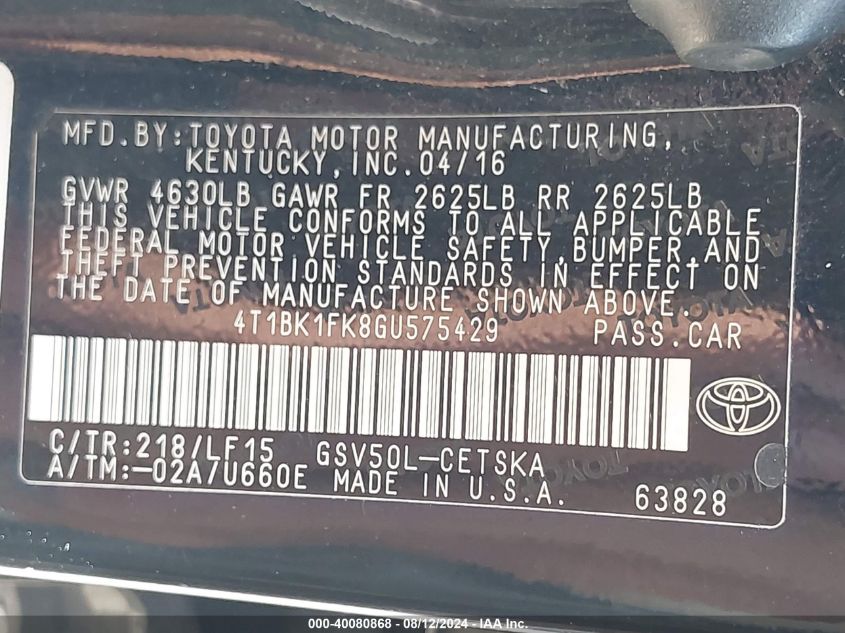 MFD.BY:TOYOTA MOTOR MANUFACTURING,
KENTUCKY,INC.04/16
GVWR 4630LB GAWR FR 2625LB RR 2625LB
THIS VEHICLE CONFORMS TO ALL APPLICABLE
FEDERAL MOTOR VEHICLE SAFETY,BUMPER,AND
THEFT PREVENTION STANDARDS IN EFFECT ON
THE DATE OF MANUFACTURE SHOWN ABOVE.
4T1BK1FK8GU575429 PASS.CAR
C/TR:218/LF15 GSV50L-CETSKA
A/TM:-02A/U660E MADE IN U.S.A.
63828
000-40080868 - 08/12/2024 - IAA Inc.